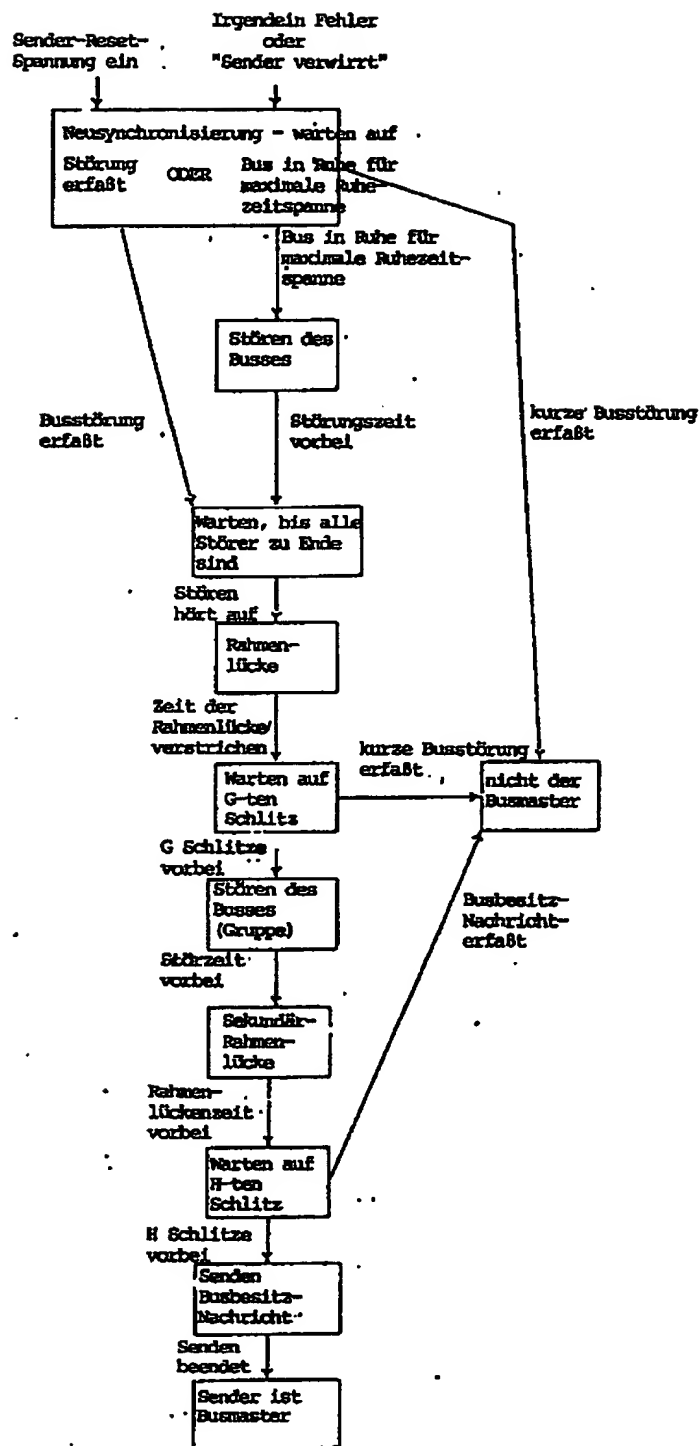 Sender-Reset-
Spannung ein
Irgendein Fehler
oder
"Sender verwirrt"
Neusynchronisierung - warten auf
Störung
erfaßt
ODER
Bus in Ruhe für
maximale Ruhe-
zeitspanne
Bus in Ruhe für
maximale Ruhezeit-
spanne
Stören des
Busses
Busstörung
erfaßt
Störungszeit
vorbei
kurze Busstörung
erfaßt
Warten, bis alle
Störer zu Ende
sind
Stören
hört auf
Rahmen-
lücke
Zeit der
Rahmenlücke
verstrichen
kurze Busstörung
erfaßt
Warten auf
G-ten
Schlitz
nicht der
Busmaster
G Schlitze
vorbei
Stören des
Busses
(Gruppe)
Busbesitz-
Nachricht-
erfaßt
Störzeit
vorbei
Sekundär-
Rahmen-
lücke
Rahmen-
lückenzeit
vorbei
Warten auf
H-ten
Schlitz
H Schlitze
vorbei
Senden
Busbesitz-
Nachricht
Senden
beendet
Sender ist
Busmaster